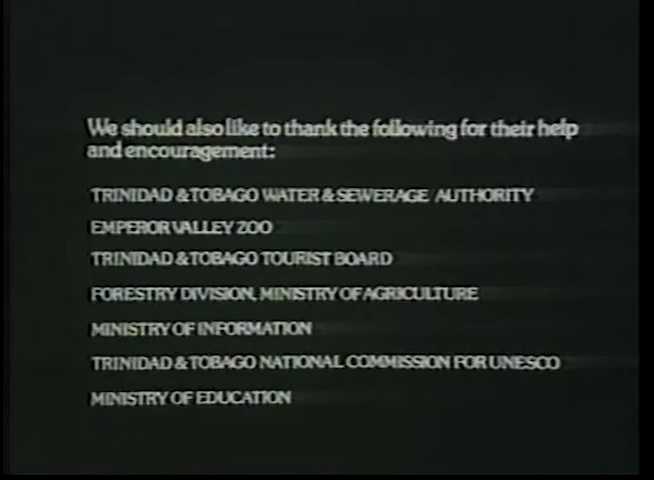 We should also like to thank the following for their help
and encouragement:
TRINIDAD & TOBAGO WATER & SEWERAGE AUTHORITY
EMPEROR VALLEY ZOO
TRINIDAD & TOBAGO TOURIST BOARD
FORESTRY DIVISION, MINISTRY OF AGRICULTURE
MINISTRY OF INFORMATION
TRINIDAD & TOBAGO NATIONAL COMMISSION FOR UNESCO
MINISTRY OF EDUCATION